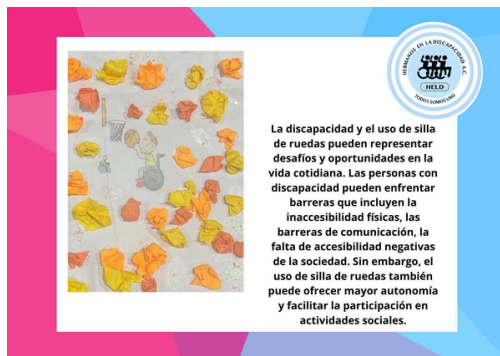 HERMANOS EN LA DISCAPACIDAD A.C.
HELD
TODOS SOMOS UNO
La discapacidad y el uso de silla
de ruedas pueden representar
desafíos y oportunidades en la
vida cotidiana. Las personas con
discapacidad pueden enfrentar
barreras que incluyen la
inaccesibilidad físicas, las
barreras de comunicación, la
falta de accesibilidad negativas
de la sociedad. Sin embargo, el
uso de silla de ruedas también
puede ofrecer mayor autonomía
y facilitar la participación en
actividades sociales.